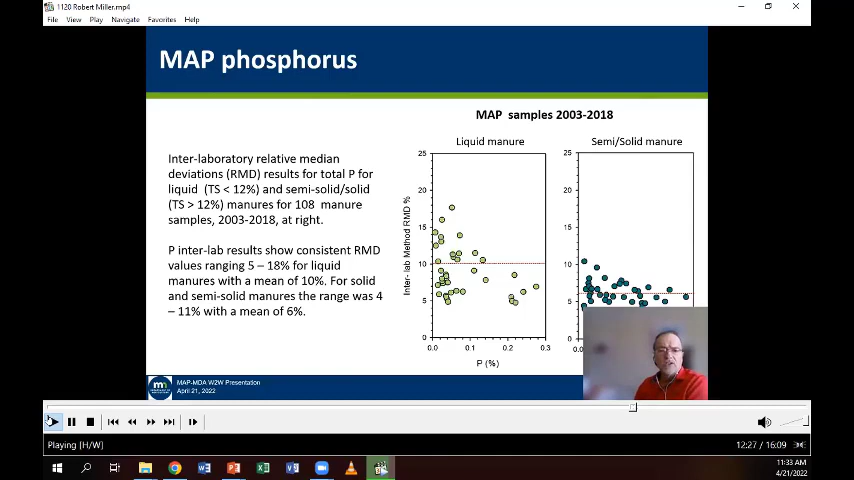 1120 Robert Miller.mp4
File View Play Navigate Favorites Help
MAP phosphorus
MAP samples 2003-2018
Liquid manure
Semi/Solid manure
Inter-laboratory relative median
deviations (RMD) results for total P for
liquid (TS < 12%) and semi-solid/solid
(TS > 12%) manures for 108 manure
samples, 2003-2018, at right.
P inter-lab results show consistent RMD
values ranging 5 – 18% for liquid
manures with a mean of 10%. For solid
and semi-solid manures the range was 4
– 11% with a mean of 6%.
Inter- lab Method RMD %
25
20
15
10
5
0
0.0 0.1 0.2 0.3
P (%)
25
20
15
10
5
0
0.0
MAP-MDA W2W Presentation
April 21, 2022
Playing [H/W]
12:27 / 16:09
11:33 AM
4/21/2022